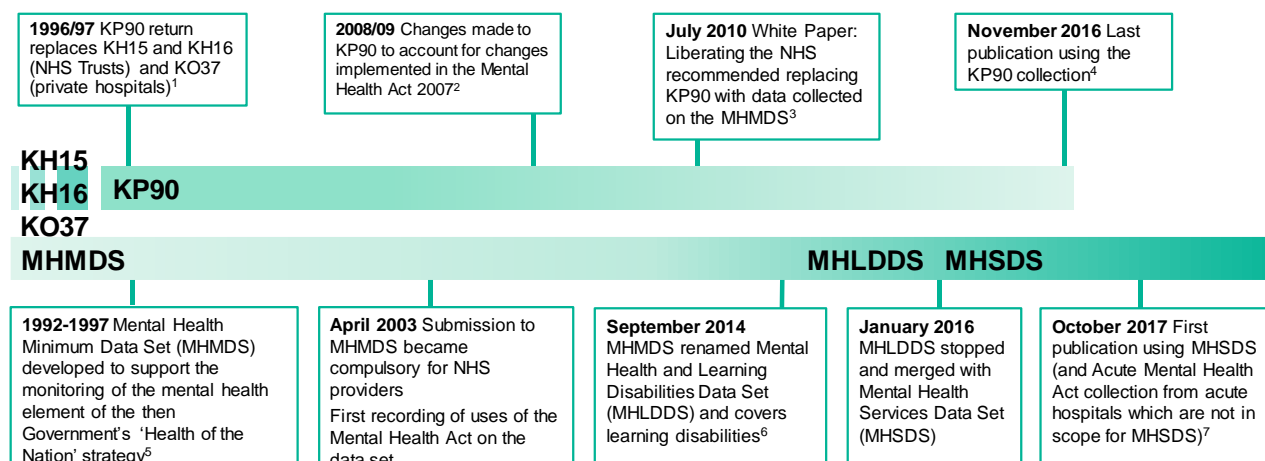 1996/97 KP90 return
replaces KH15 and KH16
(NHS Trusts) and KO37
(private hospitals)1
2008/09 Changes made to
KP90 to account for changes
implemented in the Mental
Health Act 20072
July 2010 White Paper:
Liberating the NHS
recommended replacing
KP90 with data collected
on the MHMDS3
November 2016 Last
publication using the
KP90 collection4
KH15
KH16
KO37
KP90
MHMDS
MHLDDS MHSDS
1992-1997 Mental Health
Minimum Data Set (MHMDS)
developed to support the
monitoring of the mental health
element of the then
Government's 'Health of the
Nation' strategy5
April 2003 Submission to
MHMDS became
compulsory for NHS
providers
First recording of uses of the
Mental Health Act on the
data set
September 2014
MHMDS renamed Mental
Health and Learning
Disabilities Data Set
(MHLDDS) and covers
learning disabilities6
January 2016
MHLDDS stopped
and merged with
Mental Health
Services Data Set
(MHSDS)
October 2017 First
publication using MHSDS
(and Acute Mental Health
Act collection from acute
hospitals which are not in
scope for MHSDS)7